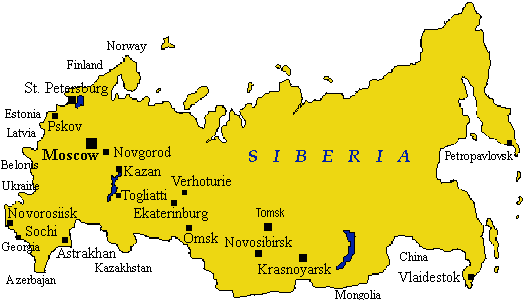 Norway
Finland
St. Petersburg
Estonia
Pskov
Latvia
Moscow
Novgorod
SIBERIA
Petropavlovsk
Belorus
Kazan
Verhoturie
Ukraine
Togliatti
Ekaterinburg
Novorosiisk
Tomsk
Sochi
Omsk
Novosibirsk
Georgia
Astrakhan
China
Krasnoyarsk
Kazakhstan
Vlaidestok
Azerbajan
Mongolia